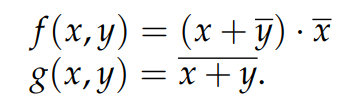 f(x, y) = (x + y̅) · x̅
g(x, y) = x̅ ̅+̅ ̅y̅.